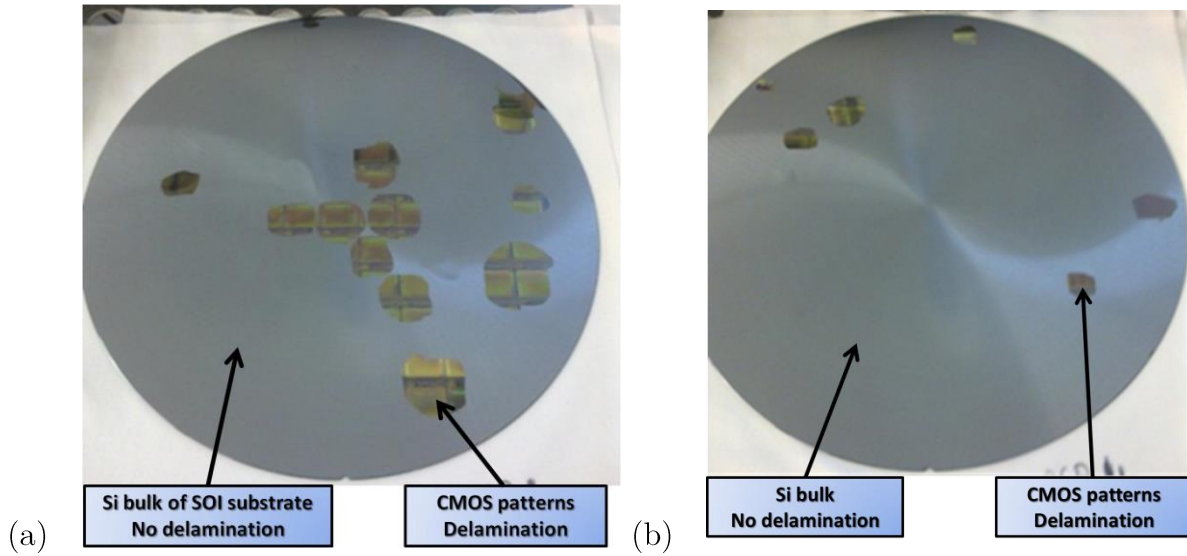 (a)
Si bulk of SOI substrate
No delamination
CMOS patterns
Delamination
(b)
Si bulk
No delamination
CMOS patterns
Delamination